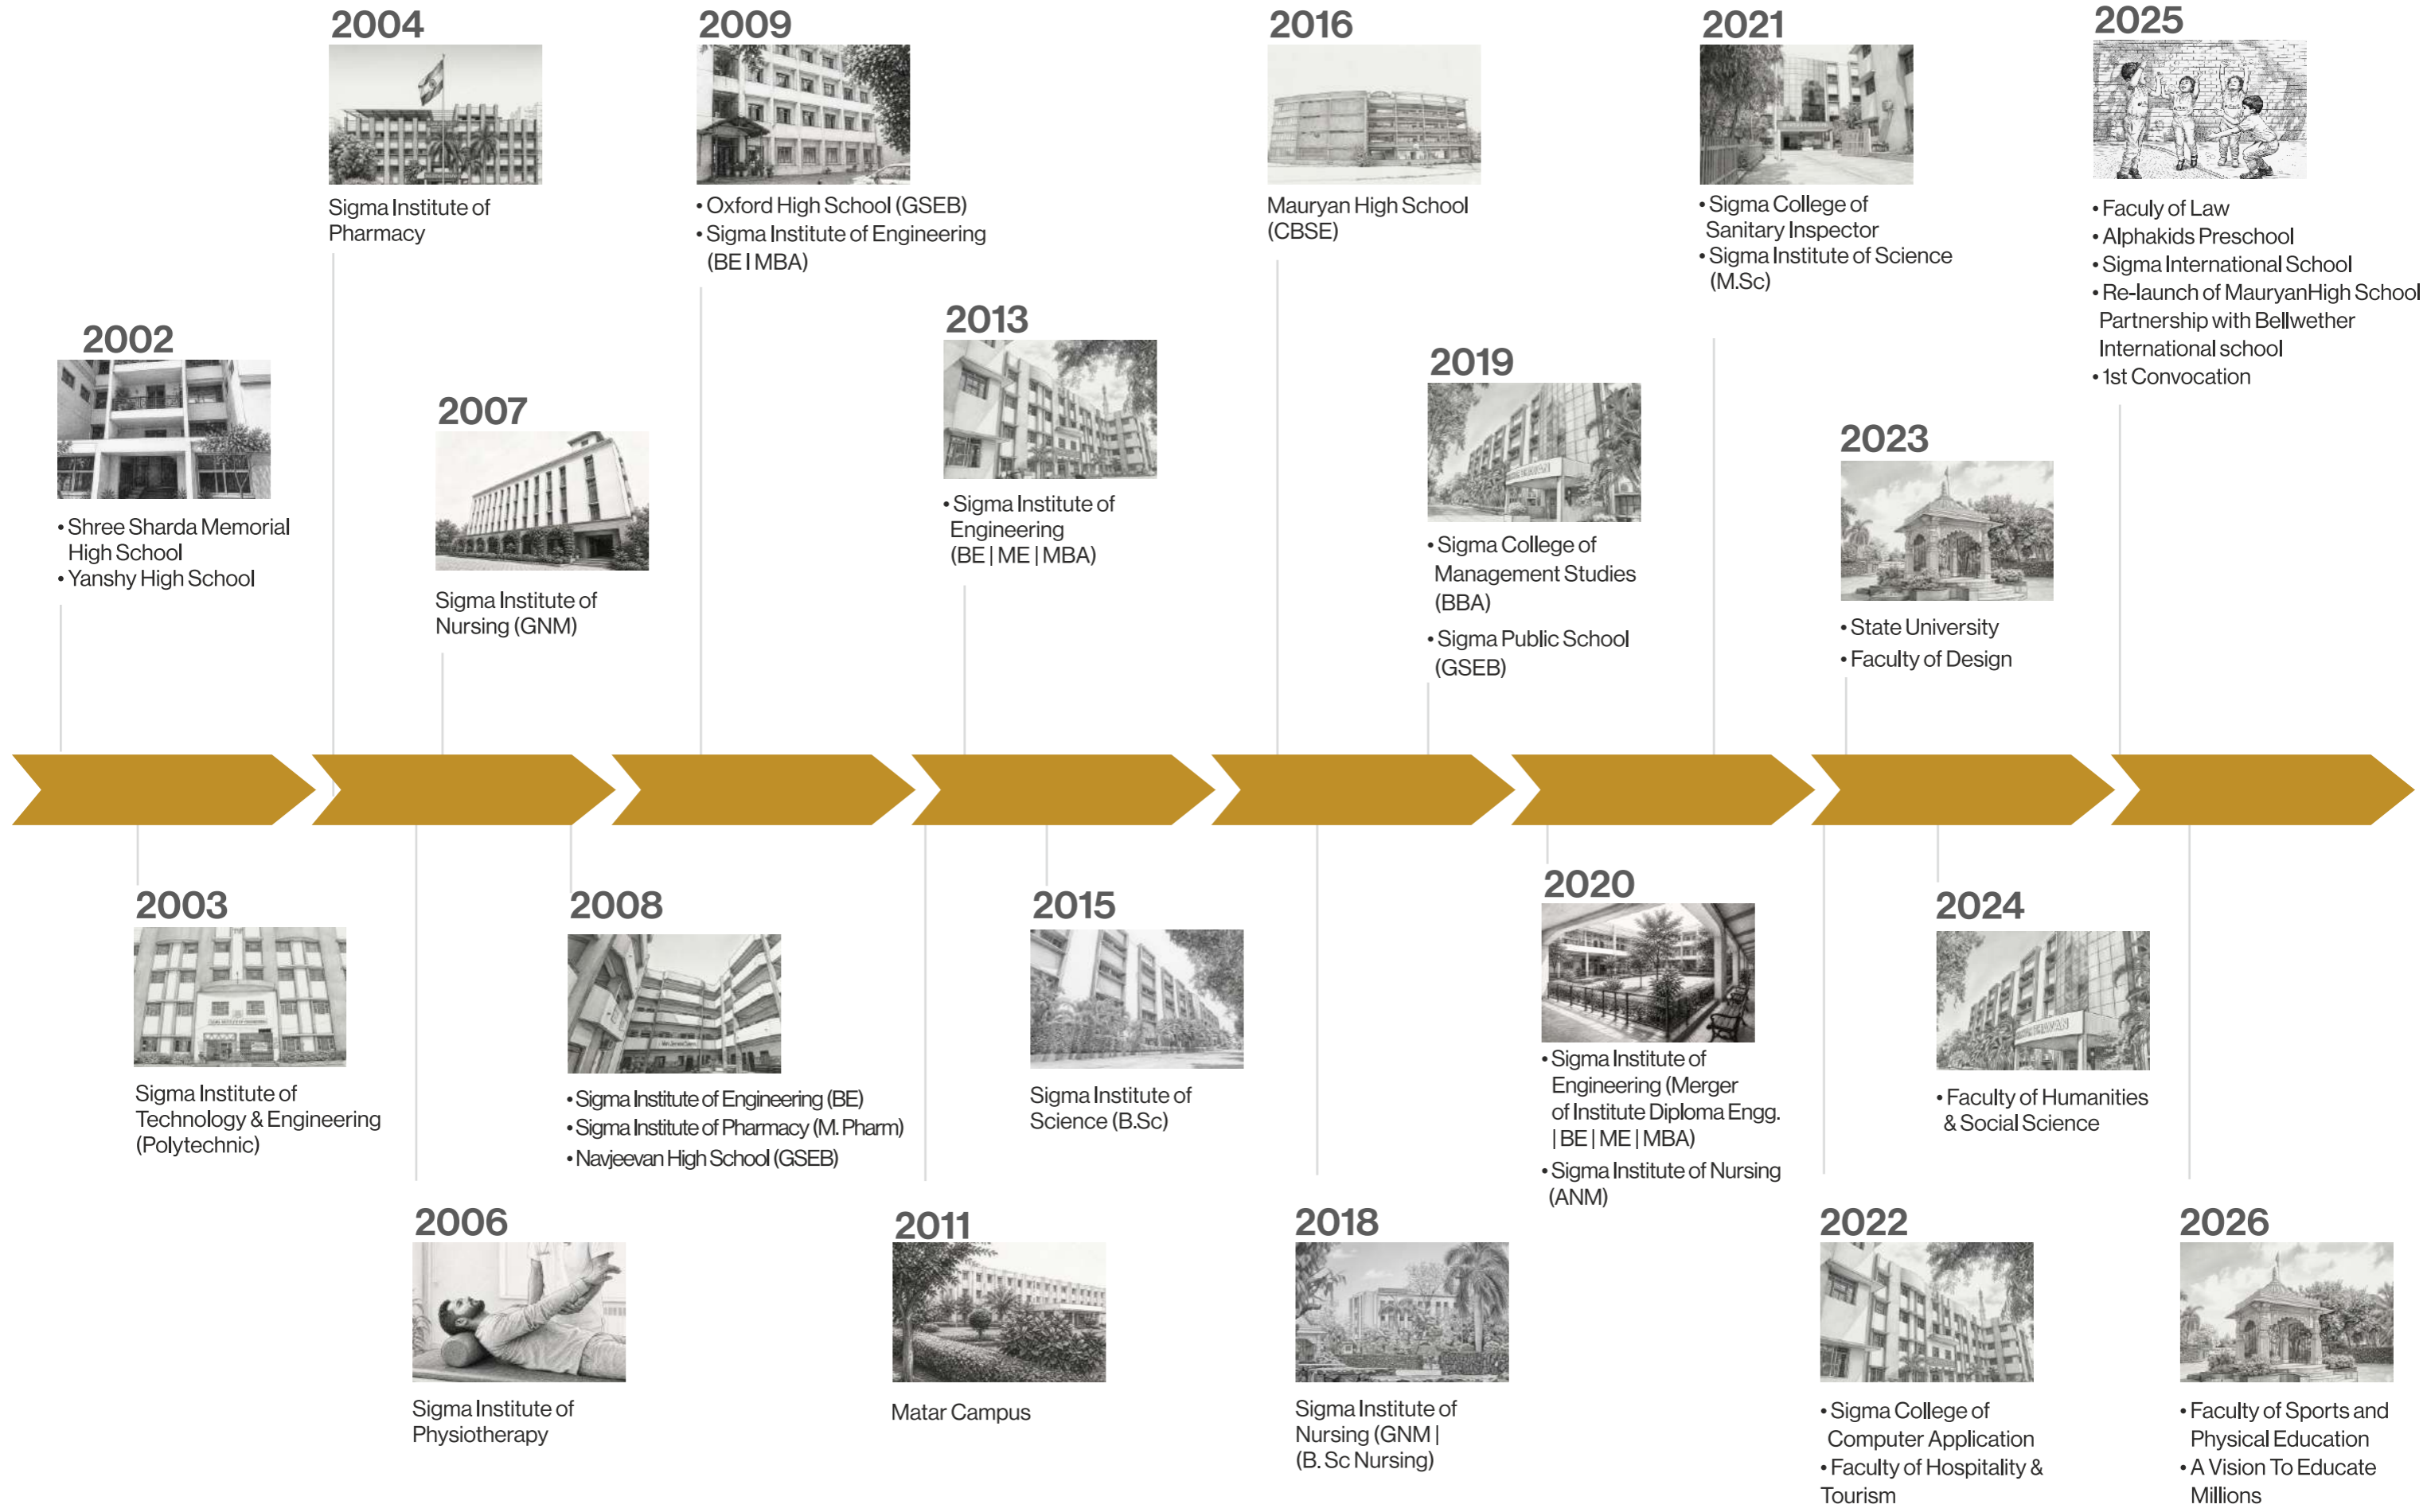 2004
Sigma Institute of
Pharmacy
2009
• Oxford High School (GSEB)
• Sigma Institute of Engineering
(BE I MBA)
2016
Mauryan High School
(CBSE)
2021
• Sigma College of
Sanitary Inspector
• Sigma Institute of Science
(M.Sc)
2025
• Faculy of Law
• Alphakids Preschool
• Sigma International School
• Re-launch of MauryanHigh School
Partnership with Bellwether
International school
• 1st Convocation
2002
• Shree Sharda Memorial
High School
• Yanshy High School
2007
Sigma Institute of
Nursing (GNM)
2013
• Sigma Institute of
Engineering
(BE | ME | MBA)
2019
• Sigma College of
Management Studies
(BBA)
• Sigma Public School
(GSEB)
2023
• State University
• Faculty of Design
2003
Sigma Institute of
Technology & Engineering
(Polytechnic)
2008
• Sigma Institute of Engineering (BE)
• Sigma Institute of Pharmacy (M. Pharm)
• Navjeevan High School (GSEB)
2015
Sigma Institute of
Science (B.Sc)
2020
• Sigma Institute of
Engineering (Merger
of Institute Diploma Engg.
| BE | ME | MBA)
• Sigma Institute of Nursing
(ANM)
2024
• Faculty of Humanities
& Social Science
2006
Sigma Institute of
Physiotherapy
2011
Matar Campus
2018
Sigma Institute of
Nursing (GNM |
(B. Sc Nursing)
2022
• Sigma College of
Computer Application
• Faculty of Hospitality &
Tourism
2026
• Faculty of Sports and
Physical Education
• A Vision To Educate
Millions